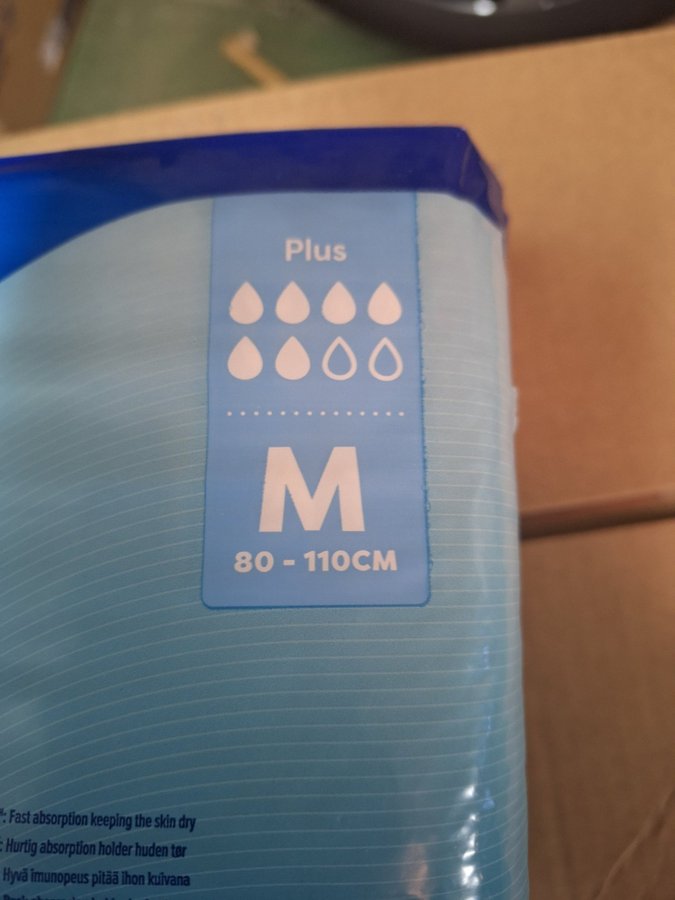 Plus
M
80 - 110CM
: Fast absorption keeping the skin dry
: Hurtig absorption holder huden tør
Hyvä imunopeus pitää ihon kuivana